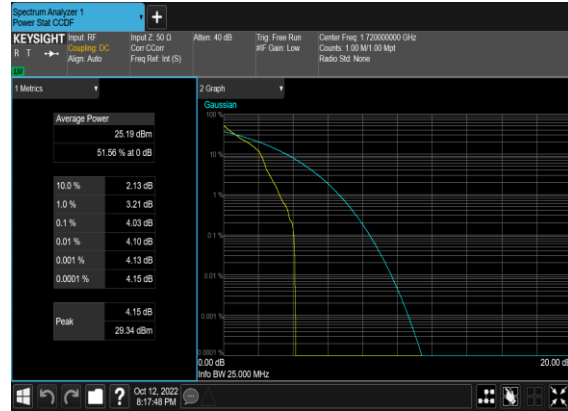 Spectrum Analyzer 1
Power Stat CCDF
KEYSIGHT
R T
LXI
Input: RF
Coupling: DC
Align: Auto
Input Z: 50 Ω
Corr CCorr
Freq Ref: Int (S)
Atten: 40 dB
Trig: Free Run
#IF Gain: Low
Center Freq: 1.720000000 GHz
Counts: 1.00 M/1.00 Mpt
Radio Std: None
1 Metrics
Average Power
25.19 dBm
51.56 % at 0 dB
10.0 % 2.13 dB
1.0 % 3.21 dB
0.1 % 4.03 dB
0.01 % 4.10 dB
0.001 % 4.13 dB
0.0001 % 4.15 dB
Peak 4.15 dB
29.34 dBm
2 Graph
Gaussian
100 %
10 %
1 %
0.1 %
0.01 %
0.001 %
0.0001 %
0.00 dB
20.00 dB
Info BW 25.000 MHz
?
Oct 12, 2022
8:17:48 PM